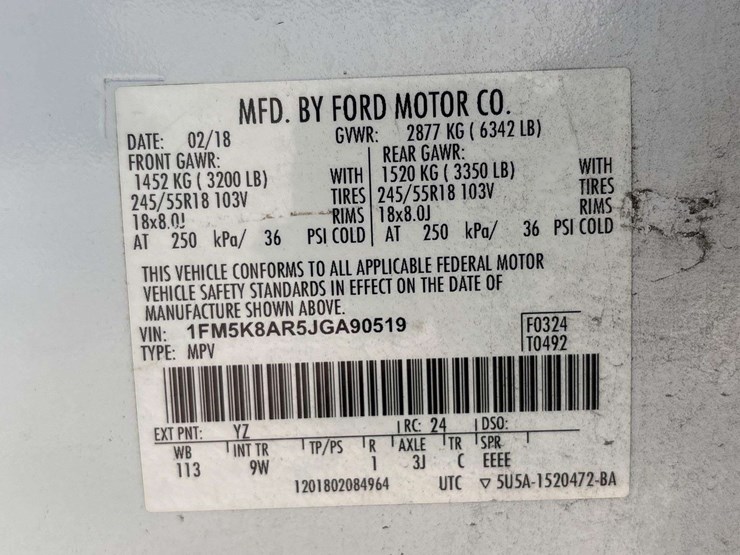 MFD. BY FORD MOTOR CO.
DATE: 02/18 GVWR: 2877 KG ( 6342 LB)
FRONT GAWR: REAR GAWR:
1452 KG ( 3200 LB) WITH 1520 KG ( 3350 LB) WITH
245/55R18 103V TIRES 245/55R18 103V TIRES
18x8.0J RIMS 18x8.0J RIMS
AT 250 kPa/ 36 PSI COLD AT 250 kPa/ 36 PSI COLD
THIS VEHICLE CONFORMS TO ALL APPLICABLE FEDERAL MOTOR
VEHICLE SAFETY STANDARDS IN EFFECT ON THE DATE OF
MANUFACTURE SHOWN ABOVE.
VIN: 1FM5K8AR5JGA90519 F0324
TYPE: MPV T0492
EXT PNT: YZ RC: 24 DSO:
WB INT TR TP/PS R AXLE TR SPR
113 9W 1 3J C EEEE
1201802084964 UTC ▽ 5U5A-1520472-BA